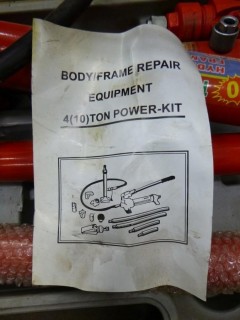 BODY/FRAME REPAIR
EQUIPMENT
4(10)TON POWER-KIT